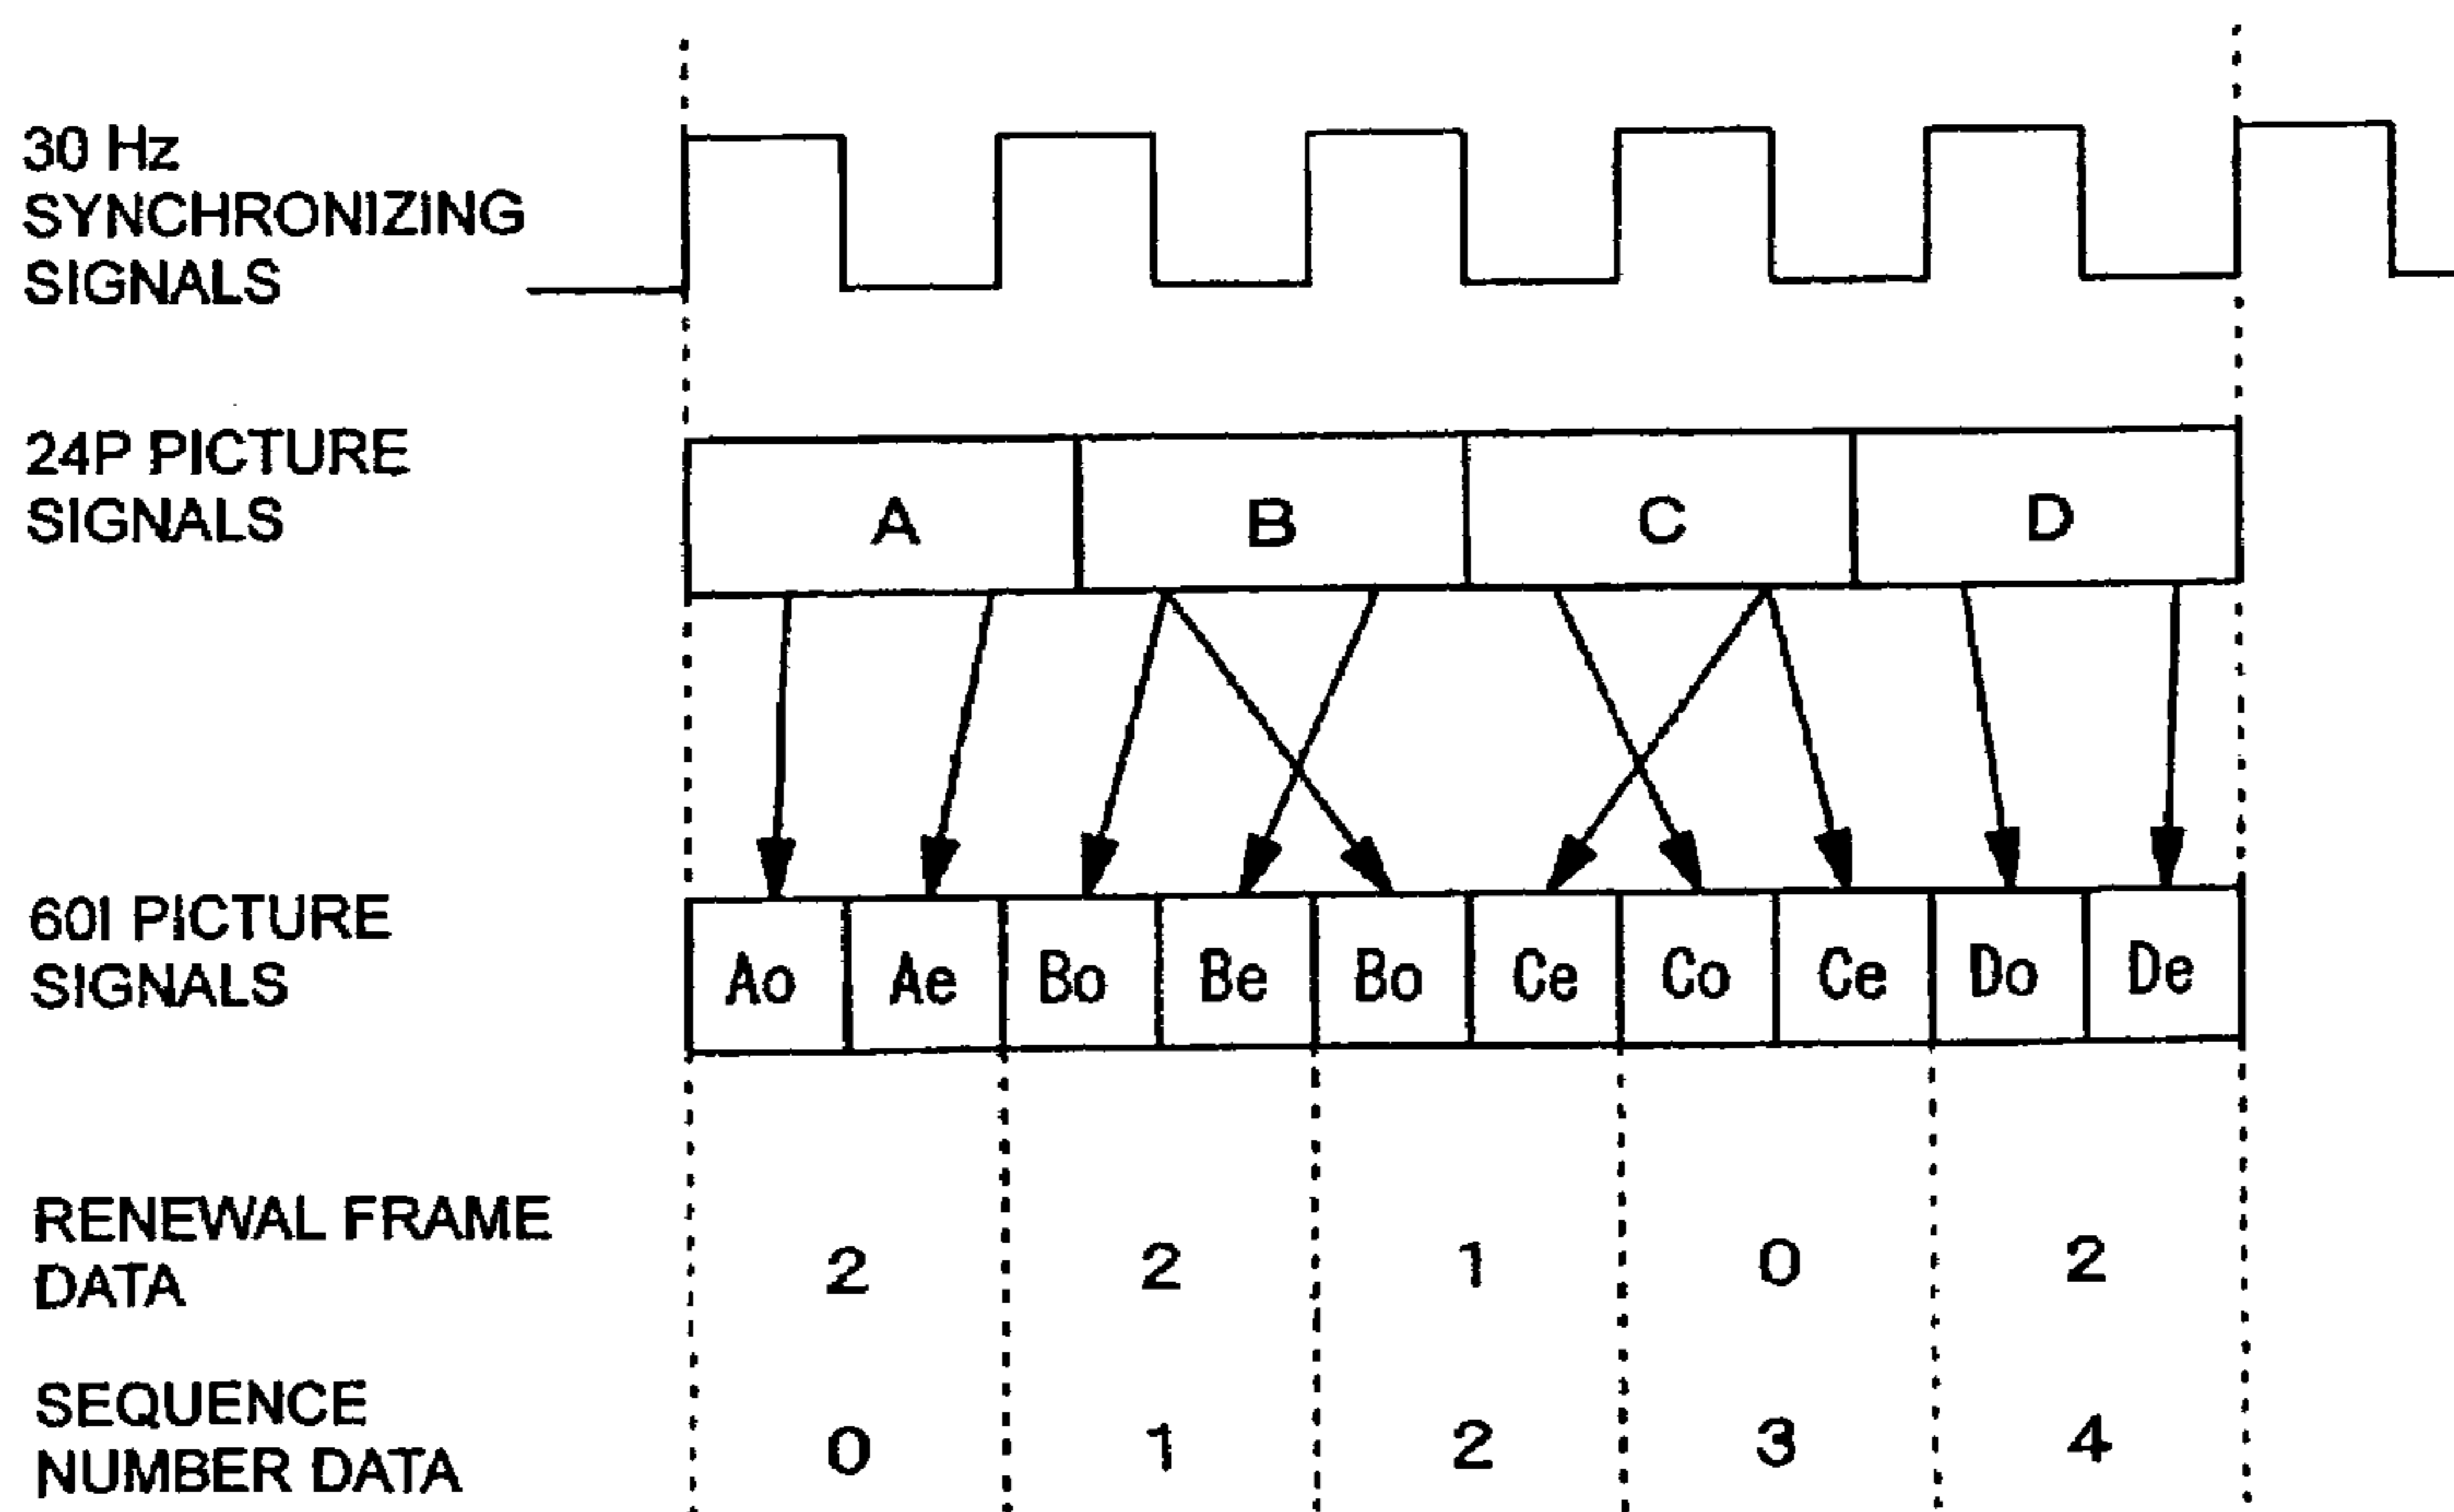 30 Hz
SYNCHRONIZING
SIGNALS
24P PICTURE
SIGNALS
A B C D
60I PICTURE
SIGNALS
Ao Ae Bo Be Bo Ce Co Ce Do De
RENEWAL FRAME
DATA
2 2 1 0 2
SEQUENCE
NUMBER DATA
0 1 2 3 4